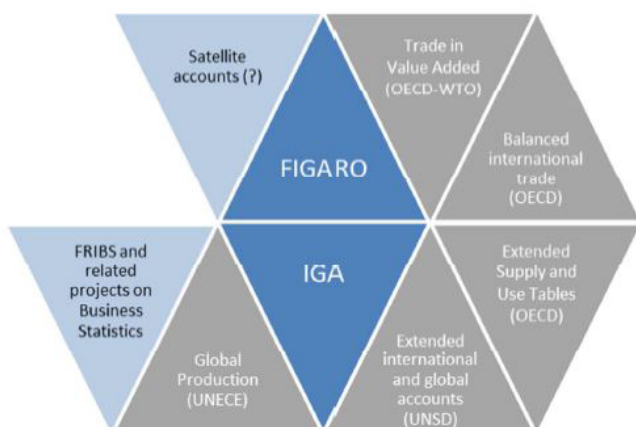 Satellite
accounts (?)
FIGARO
Trade in
Value Added
(OECD-WTO)
Balanced
international
trade
(OECD)
FRIBS and
related
projects on
Business
Statistics
Global
Production
(UNECE)
IGA
Extended
international
and global
accounts
(UNSD)
Extended
Supply and
Use Tables
(OECD)